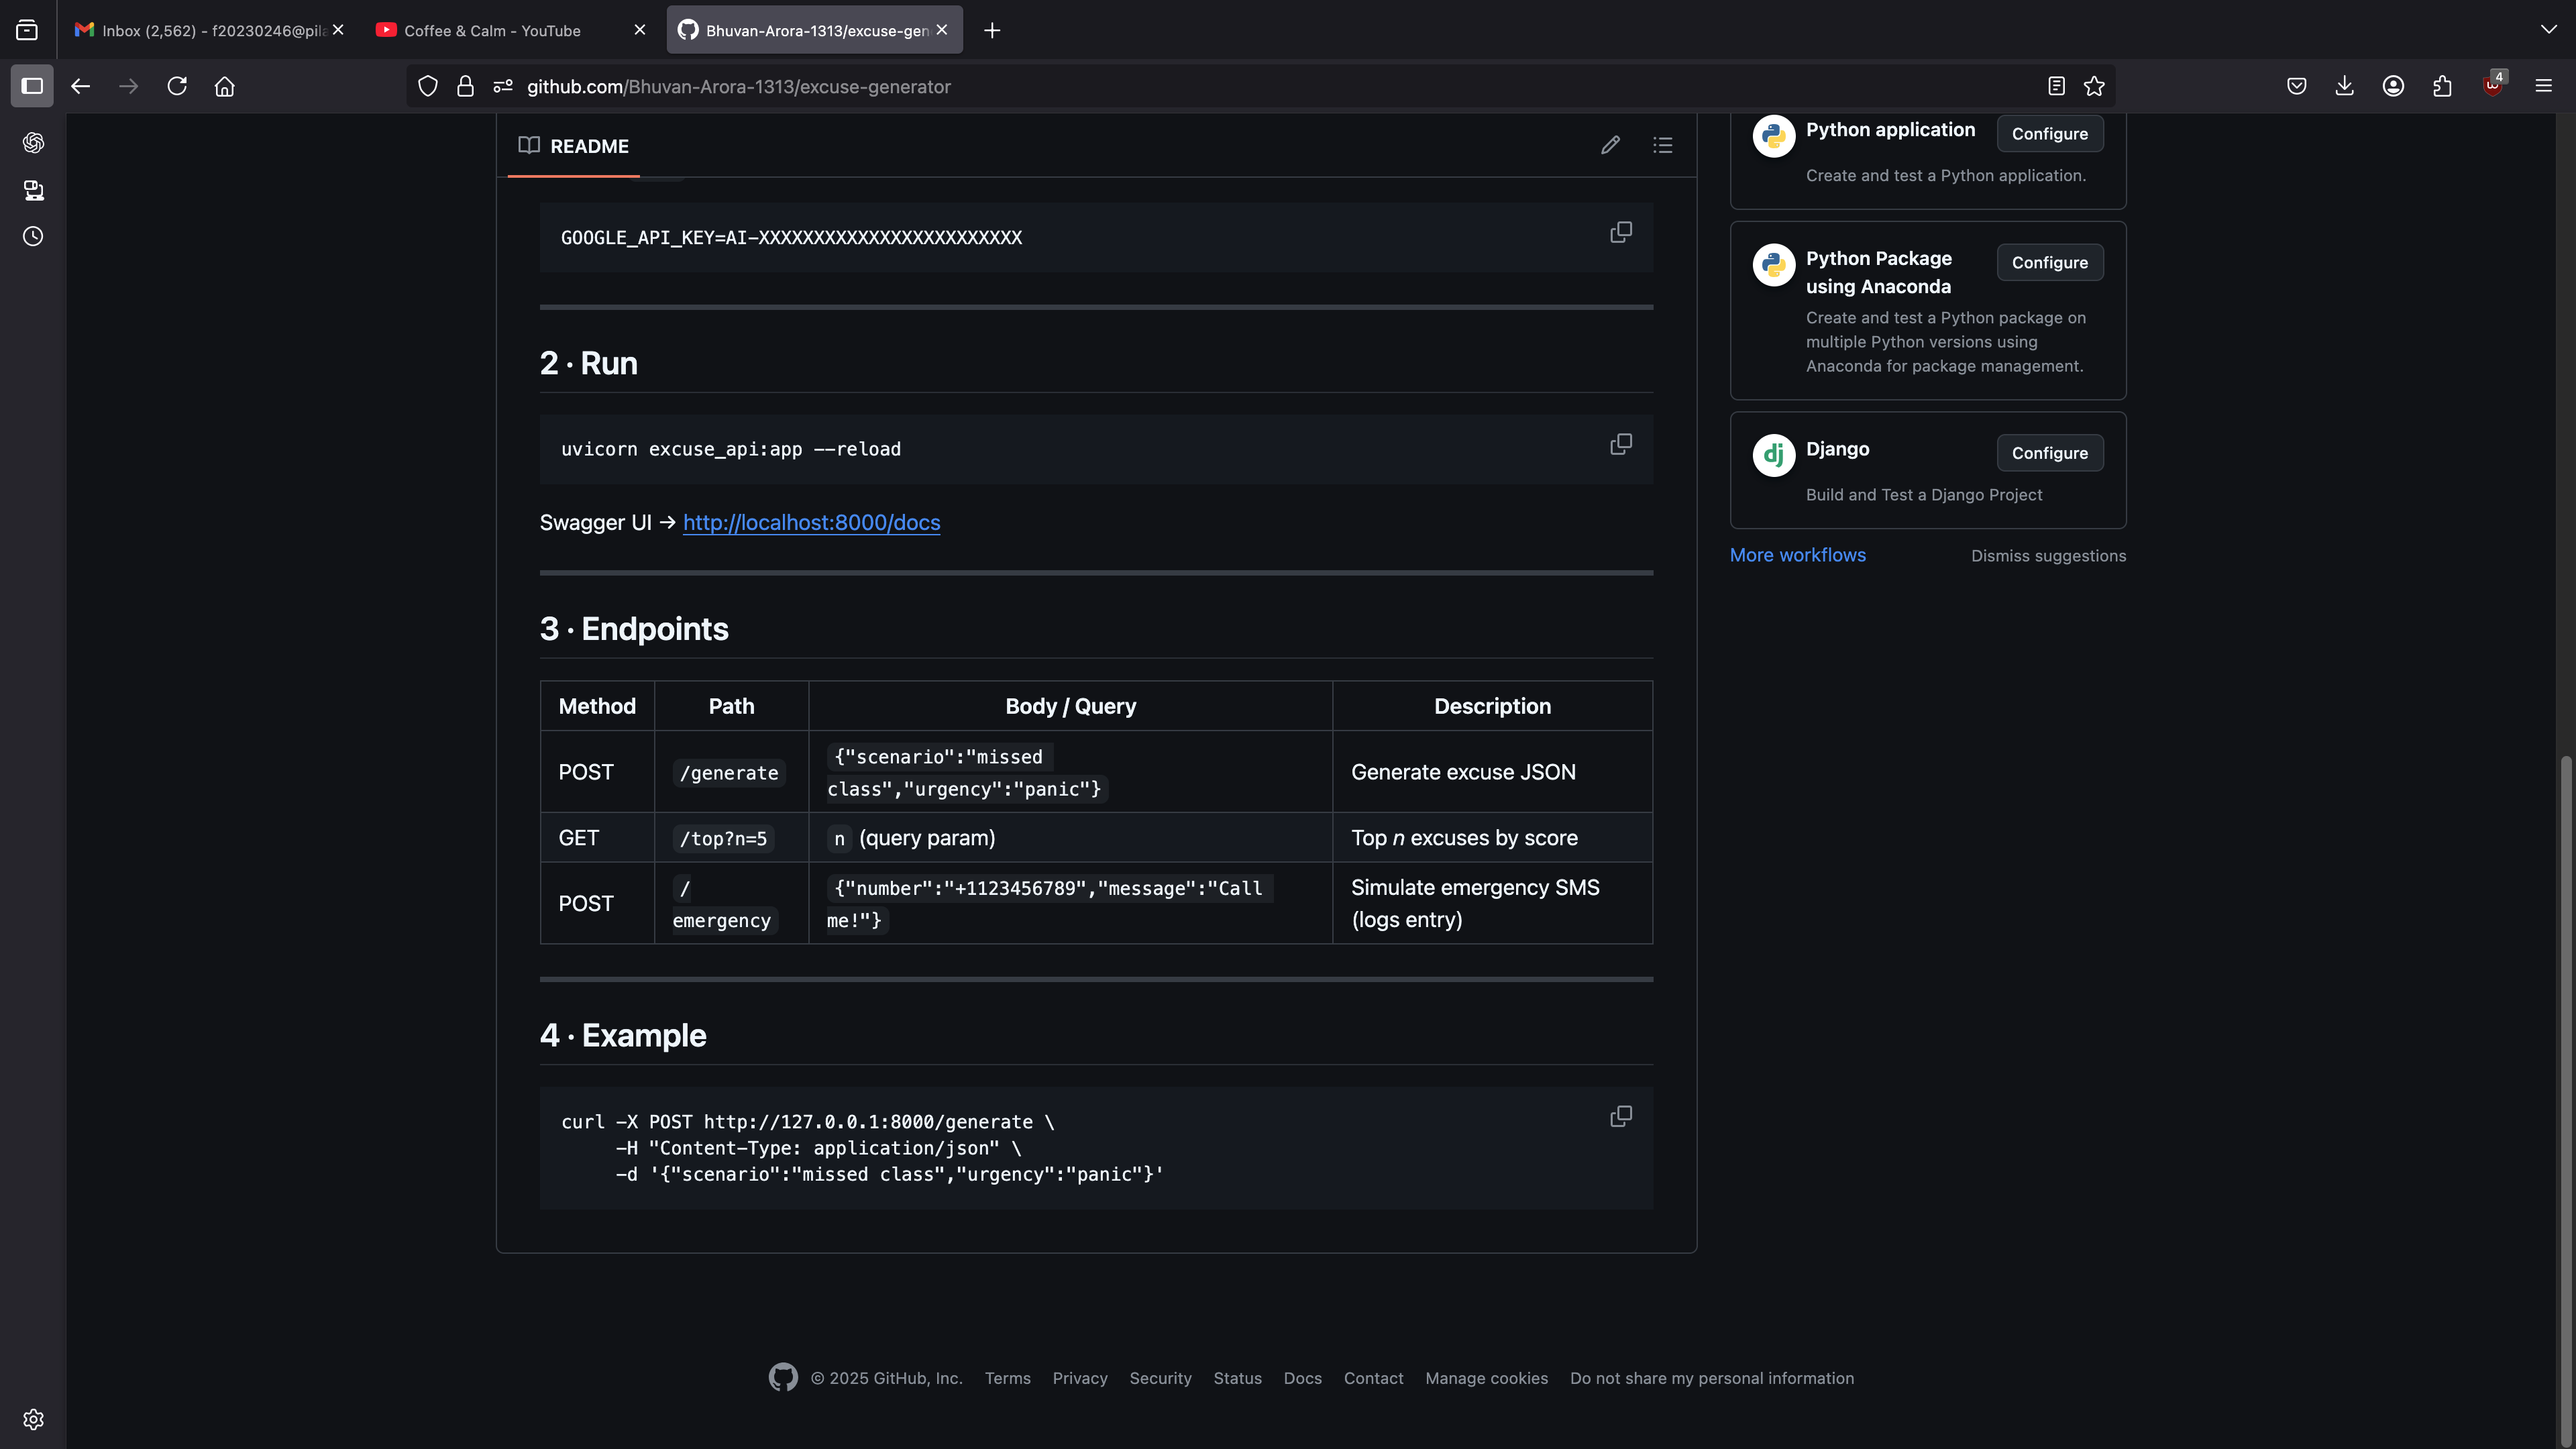 Inbox (2,562) - f20230246@pila
Coffee & Calm - YouTube
Bhuvan-Arora-1313/excuse-gen
github.com/Bhuvan-Arora-1313/excuse-generator
4
README
GOOGLE_API_KEY=AI-XXXXXXXXXXXXXXXXXXXXXXXX
2 · Run
uvicorn excuse_api:app --reload
Swagger UI → http://localhost:8000/docs
3 · Endpoints
Method Path Body / Query Description
POST /generate {"scenario":"missed class","urgency":"panic"} Generate excuse JSON
GET /top?n=5 n (query param) Top n excuses by score
POST /emergency {"number":"+1123456789","message":"Call me!"} Simulate emergency SMS (logs entry)
4 · Example
curl -X POST http://127.0.0.1:8000/generate \
-H "Content-Type: application/json" \
-d '{"scenario":"missed class","urgency":"panic"}'
Python application
Configure
Create and test a Python application.
Python Package
using Anaconda
Configure
Create and test a Python package on
multiple Python versions using
Anaconda for package management.
dj
Django
Configure
Build and Test a Django Project
More workflows
Dismiss suggestions
© 2025 GitHub, Inc. Terms Privacy Security Status Docs Contact Manage cookies Do not share my personal information